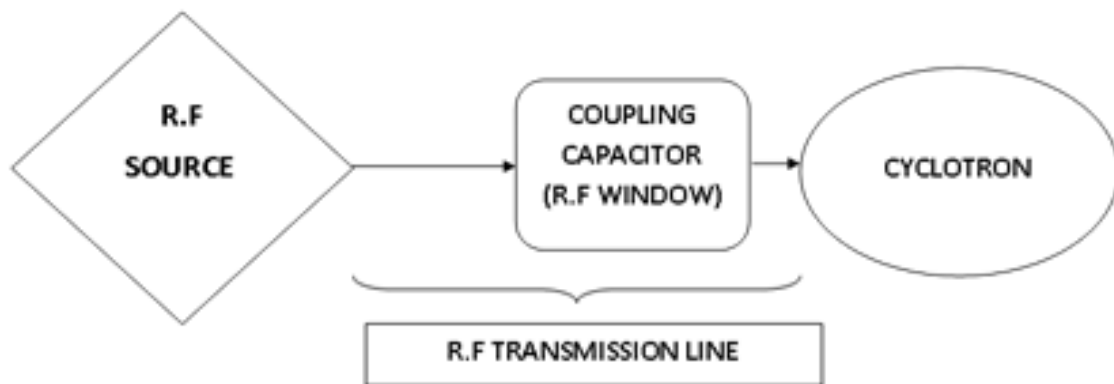 R.F
SOURCE
COUPLING
CAPACITOR
(R.F WINDOW)
CYCLOTRON
R.F TRANSMISSION LINE